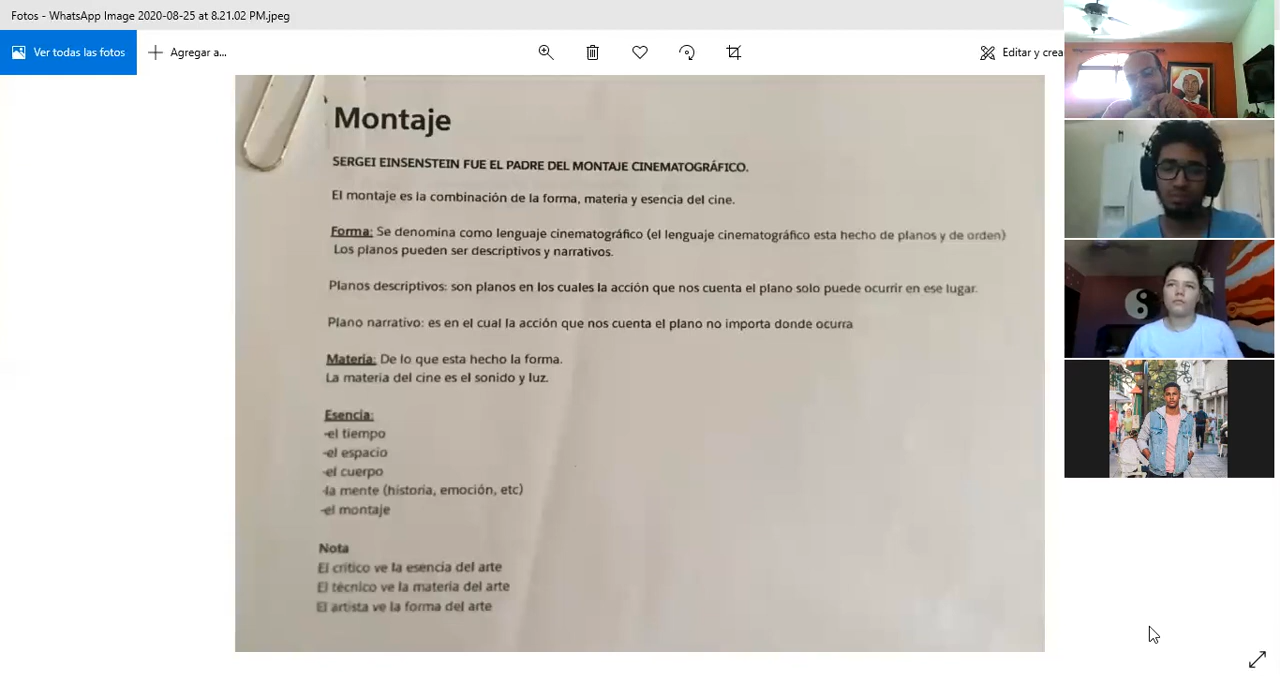 Fotos - WhatsApp Image 2020-08-25 at 8.21.02 PM.jpeg
Ver todas las fotos
Agregar a...
Editar y crea
Montaje
SERGEI EINSENSTEIN FUE EL PADRE DEL MONTAJE CINEMATOGRÁFICO.
El montaje es la combinación de la forma, materia y esencia del cine.
Forma: Se denomina como lenguaje cinematográfico (el lenguaje cinematográfico esta hecho de planos y de orden)
Los planos pueden ser descriptivos y narrativos.
Planos descriptivos: son planos en los cuales la acción que nos cuenta el plano solo puede ocurrir en ese lugar.
Plano narrativo: es en el cual la acción que nos cuenta el plano no importa donde ocurra
Materia: De lo que esta hecho la forma.
La materia del cine es el sonido y luz.
Esencia:
-el tiempo
-el espacio
-el cuerpo
-la mente (historia, emoción, etc)
-el montaje
Nota
El critico ve la esencia del arte
El técnico ve la materia del arte
El artista ve la forma del arte